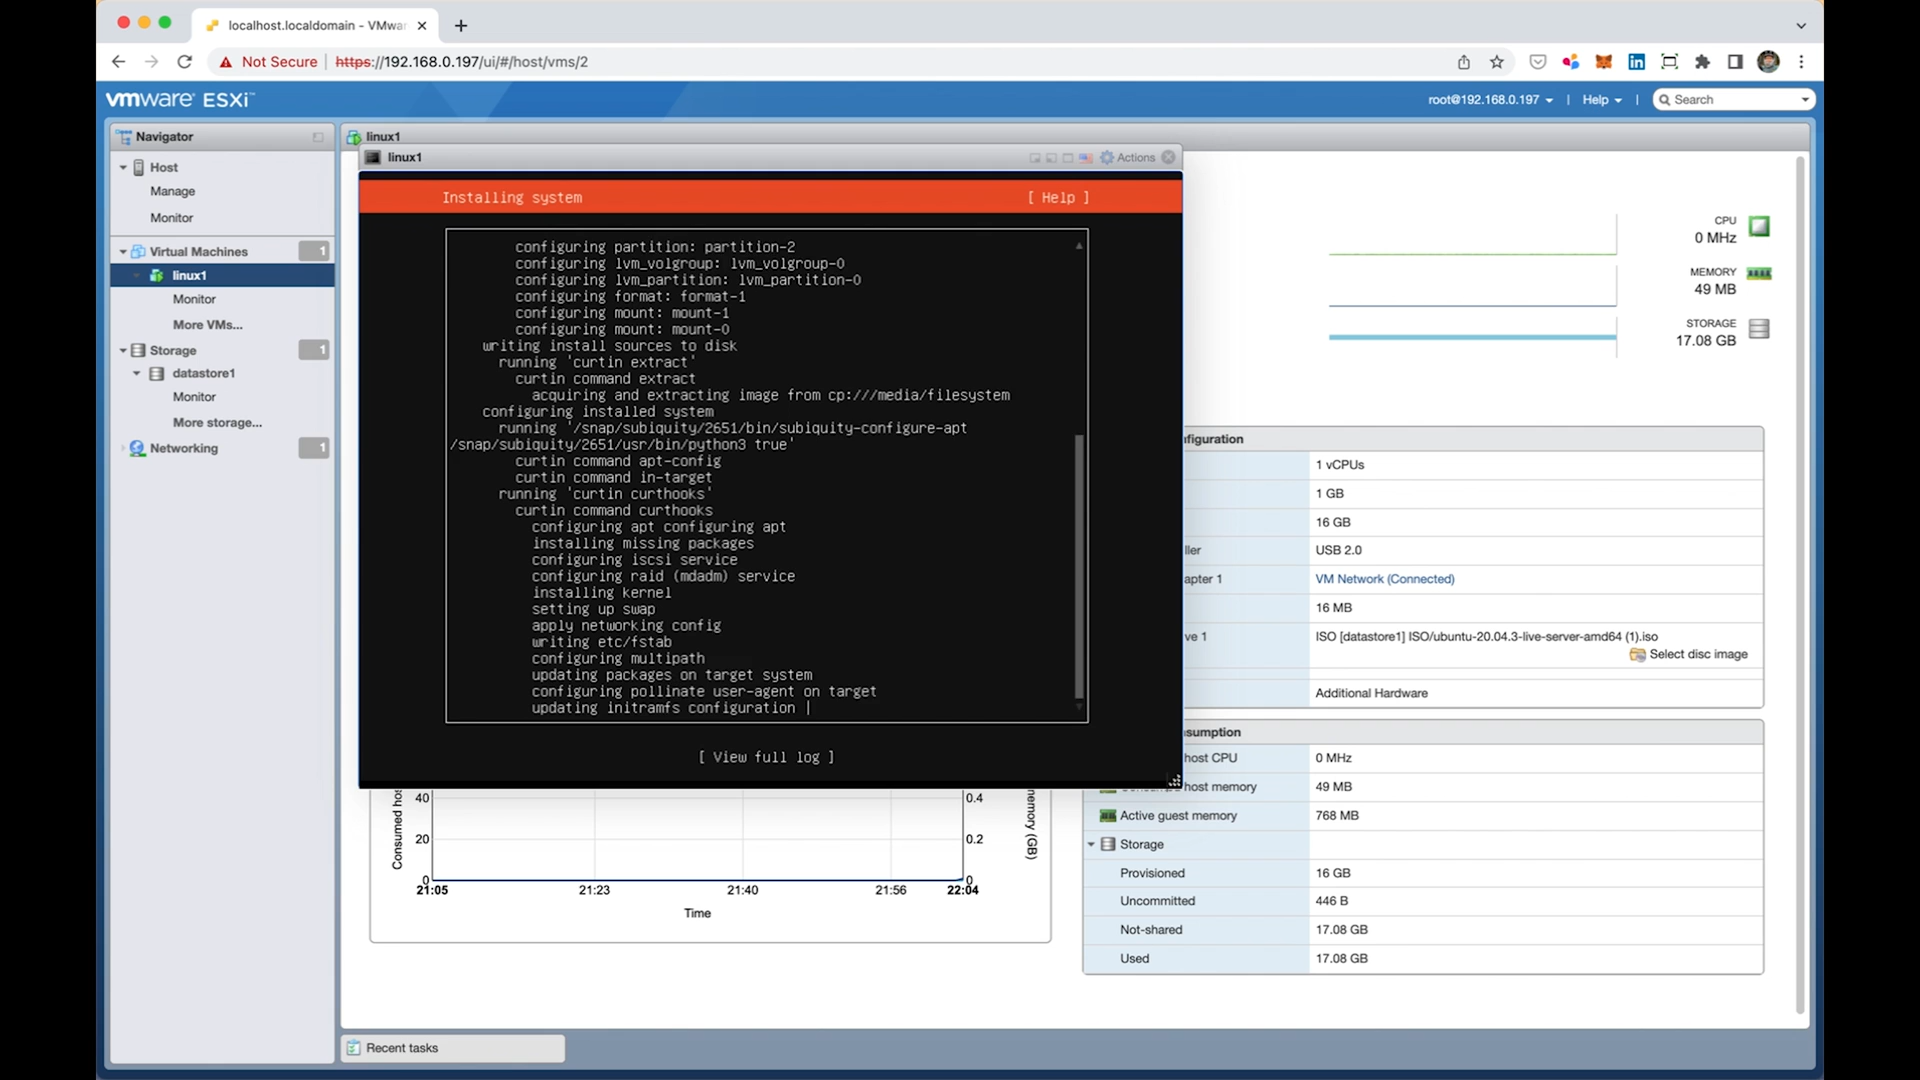 localhost.localdomain - VMwar
Not Secure
https://192.168.0.197/ui/#/host/vms/2
vmware ESXi™
root@192.168.0.197
|
Help
|
Search
Navigator
Host
Manage
Monitor
Virtual Machines 1
linux1
Monitor
More VMs...
Storage 1
datastore1
Monitor
More storage...
Networking 1
linux1
linux1
Actions
Installing system [ Help ]
configuring partition: partition-2
configuring lvm_volgroup: lvm_volgroup-0
configuring lvm_partition: lvm_partition-0
configuring format: format-1
configuring mount: mount-1
configuring mount: mount-0
writing install sources to disk
running 'curtin extract'
curtin command extract
acquiring and extracting image from cp:///media/filesystem
configuring installed system
running '/snap/subiquity/2651/bin/subiquity-configure-apt
/snap/subiquity/2651/usr/bin/python3 true'
curtin command apt-config
curtin command in-target
running 'curtin curthooks'
curtin command curthooks
configuring apt configuring apt
installing missing packages
configuring iscsi service
configuring raid (mdadm) service
installing kernel
setting up swap
apply networking config
writing etc/fstab
configuring multipath
updating packages on target system
configuring pollinate user-agent on target
updating initramfs configuration |
[ View full log ]
CPU
0 MHz
MEMORY
49 MB
STORAGE
17.08 GB
figuration
1 vCPUs
1 GB
16 GB
ller USB 2.0
apter 1 VM Network (Connected)
16 MB
ve 1 ISO [datastore1] ISO/ubuntu-20.04.3-live-server-amd64 (1).iso
Select disc image
Additional Hardware
sumption
host CPU 0 MHz
host memory 49 MB
Active guest memory 768 MB
Storage
Provisioned 16 GB
Uncommitted 446 B
Not-shared 17.08 GB
Used 17.08 GB
Consumed hos
40
20
0
0.4
0.2
0
memory (GB)
21:05 21:23 21:40 21:56 22:04
Time
Recent tasks